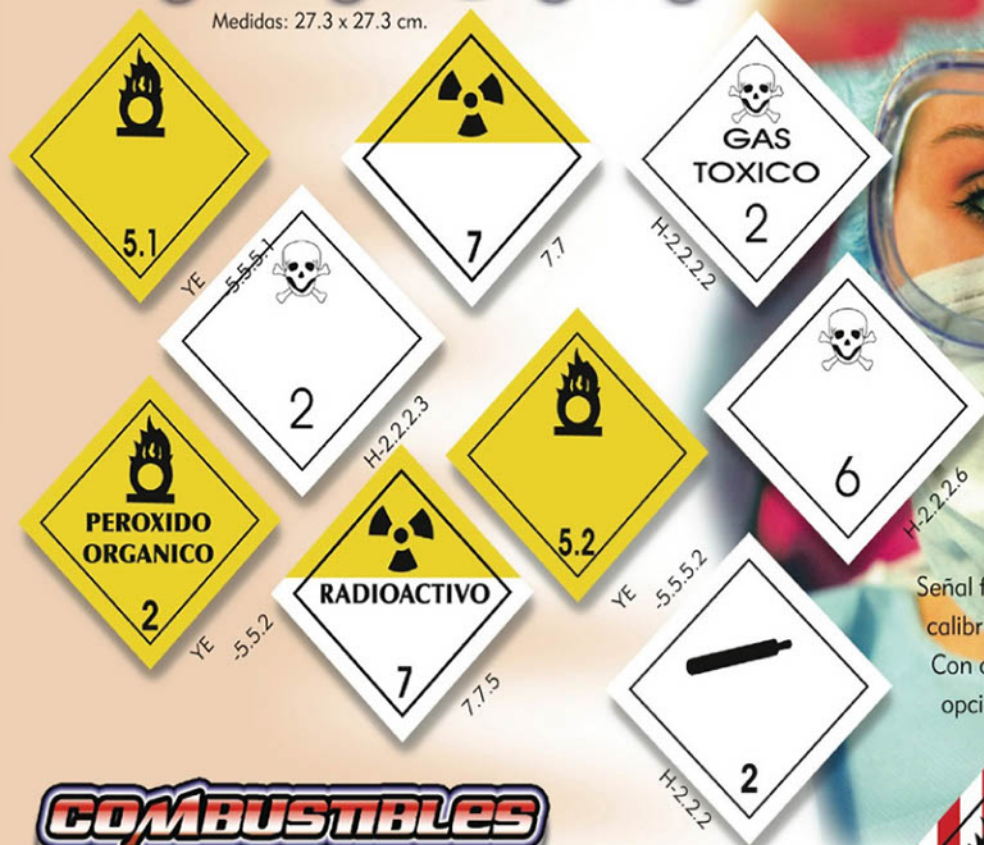 Medidas: 27.3 x 27.3 cm.
5.1
YE -5.5.5.1
7
7.7
GAS
TOXICO
2
H-2.2.2.2
2
H-2.2.2.3
PEROXIDO
ORGANICO
2
YE -5.5.2
RADIOACTIVO
7
7.7.5
5.2
YE -5.5.5.2
6
H-2.2.2.6
2
H-2.2.2
Señal f
calibr
Con
opci
COMBUSTIBLES